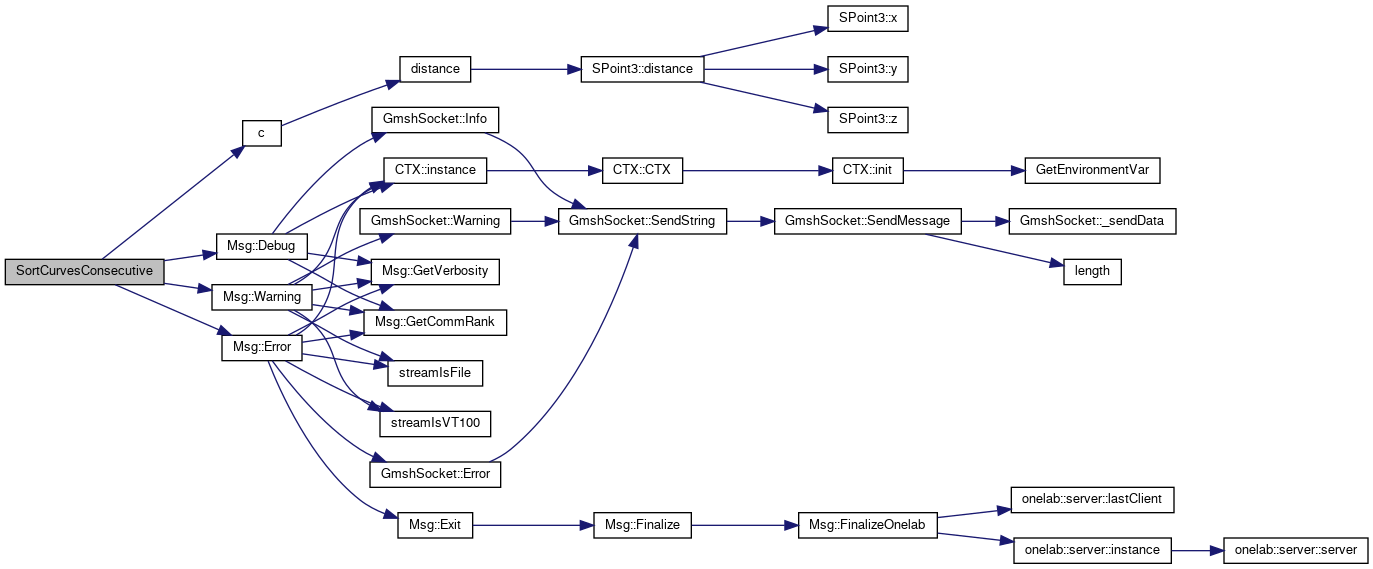 SPoint3::x
distance
SPoint3::distance
SPoint3::y
SPoint3::z
GmshSocket::Info
c
CTX::instance
CTX::CTX
CTX::init
GetEnvironmentVar
GmshSocket::Warning
GmshSocket::SendString
GmshSocket::SendMessage
GmshSocket::_sendData
Msg::Debug
SortCurvesConsecutive
Msg::GetVerbosity
length
Msg::Warning
Msg::GetCommRank
Msg::Error
streamIsFile
streamIsVT100
GmshSocket::Error
onelab::server::lastClient
Msg::Exit
Msg::Finalize
Msg::FinalizeOnelab
onelab::server::instance
onelab::server::server